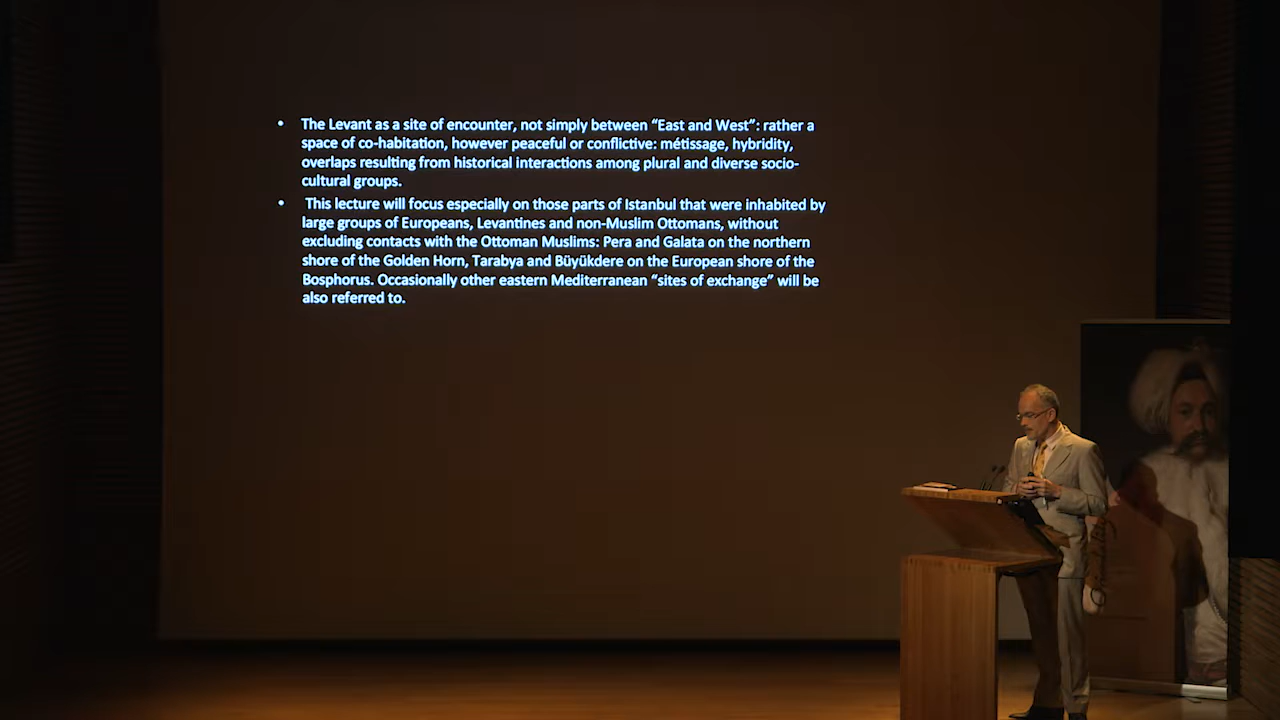 • The Levant as a site of encounter, not simply between “East and West”: rather a
space of co-habitation, however peaceful or conflictive: métissage, hybridity,
overlaps resulting from historical interactions among plural and diverse socio-
cultural groups.
• This lecture will focus especially on those parts of Istanbul that were inhabited by
large groups of Europeans, Levantines and non-Muslim Ottomans, without
excluding contacts with the Ottoman Muslims: Pera and Galata on the northern
shore of the Golden Horn, Tarabya and Büyükdere on the European shore of the
Bosphorus. Occasionally other eastern Mediterranean “sites of exchange” will be
also referred to.